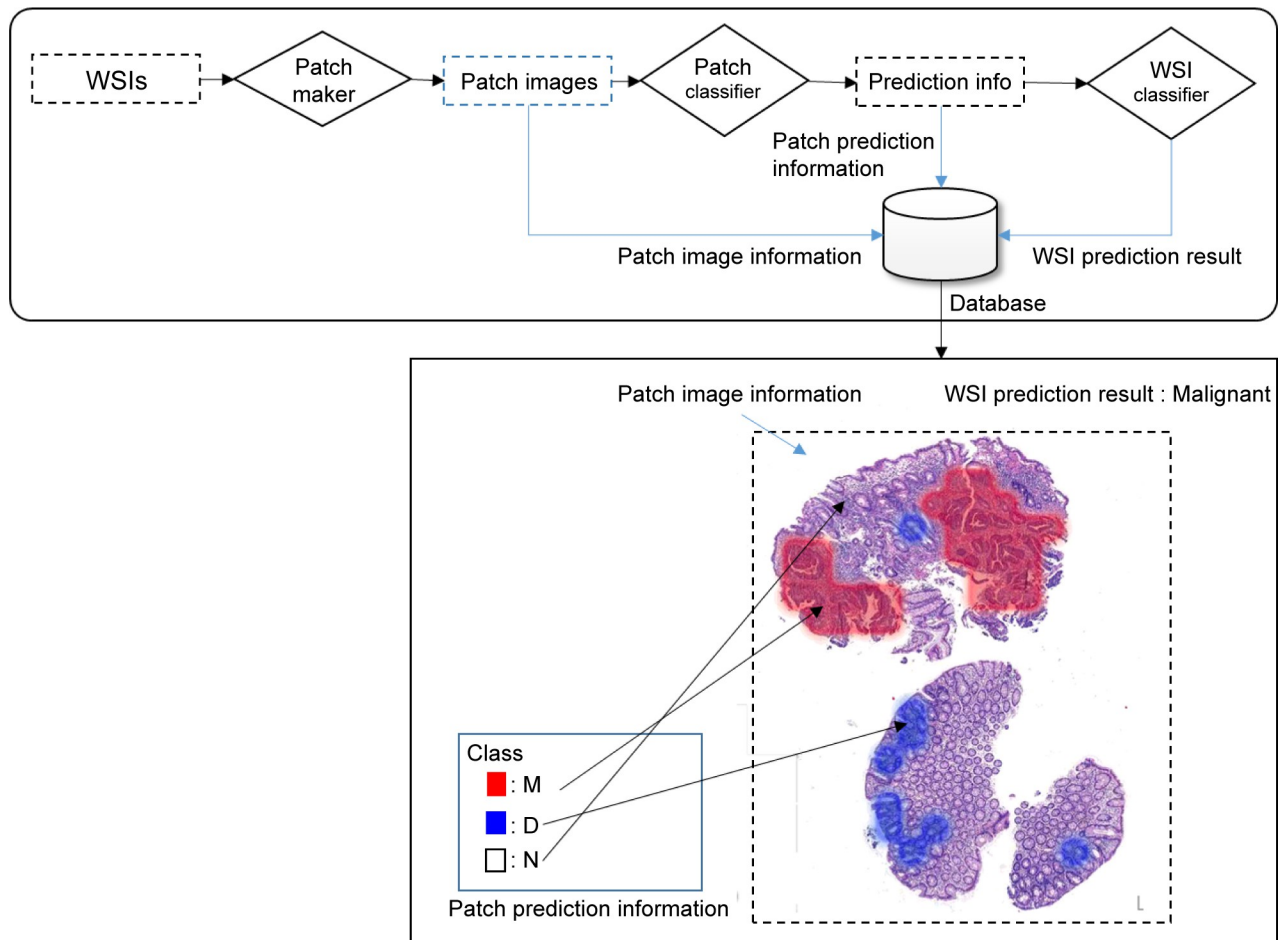 WSIs
Patch
maker
Patch images
Patch
classifier
Prediction info
WSI
classifier
Patch prediction
information
Patch image information
WSI prediction result
Database
Patch image information
WSI prediction result : Malignant
Class
: M
: D
: N
Patch prediction information
L